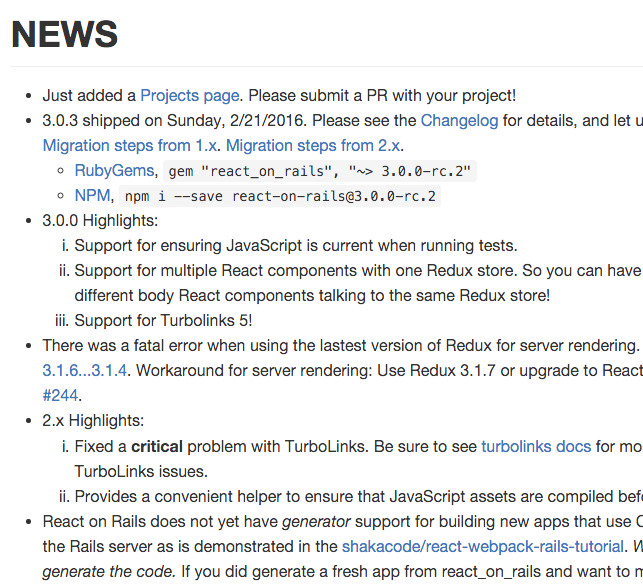 NEWS
Just added a Projects page. Please submit a PR with your project!
3.0.3 shipped on Sunday, 2/21/2016. Please see the Changelog for details, and let u
Migration steps from 1.x. Migration steps from 2.x.
RubyGems, gem "react_on_rails", "~> 3.0.0-rc.2"
NPM, npm i --save react-on-rails@3.0.0-rc.2
3.0.0 Highlights:
i. Support for ensuring JavaScript is current when running tests.
ii. Support for multiple React components with one Redux store. So you can have
different body React components talking to the same Redux store!
iii. Support for Turbolinks 5!
There was a fatal error when using the lastest version of Redux for server rendering.
3.1.6...3.1.4. Workaround for server rendering: Use Redux 3.1.7 or upgrade to React
#244.
2.x Highlights:
i. Fixed a critical problem with TurboLinks. Be sure to see turbolinks docs for mo
TurboLinks issues.
ii. Provides a convenient helper to ensure that JavaScript assets are compiled bef
React on Rails does not yet have generator support for building new apps that use
the Rails server as is demonstrated in the shakacode/react-webpack-rails-tutorial.
generate the code. If you did generate a fresh app from react_on_rails and want to m